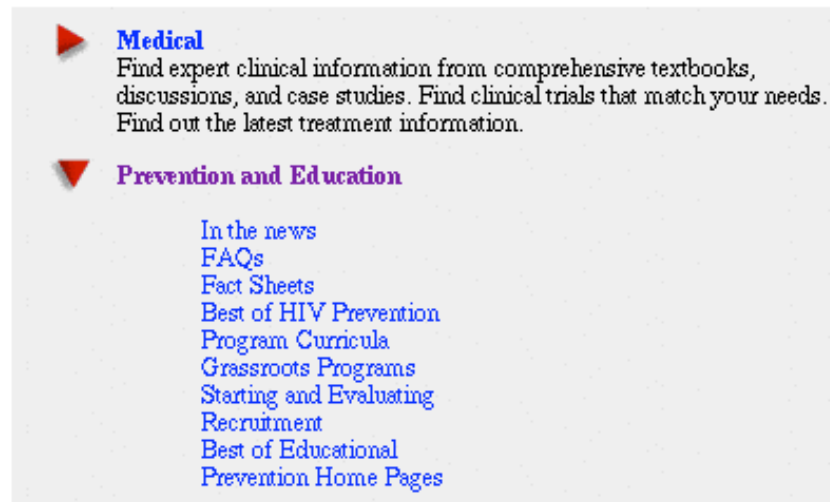 Medical
Find expert clinical information from comprehensive textbooks,
discussions, and case studies. Find clinical trials that match your needs.
Find out the latest treatment information.
Prevention and Education
In the news
FAQs
Fact Sheets
Best of HIV Prevention
Program Curricula
Grassroots Programs
Starting and Evaluating
Recruitment
Best of Educational
Prevention Home Pages